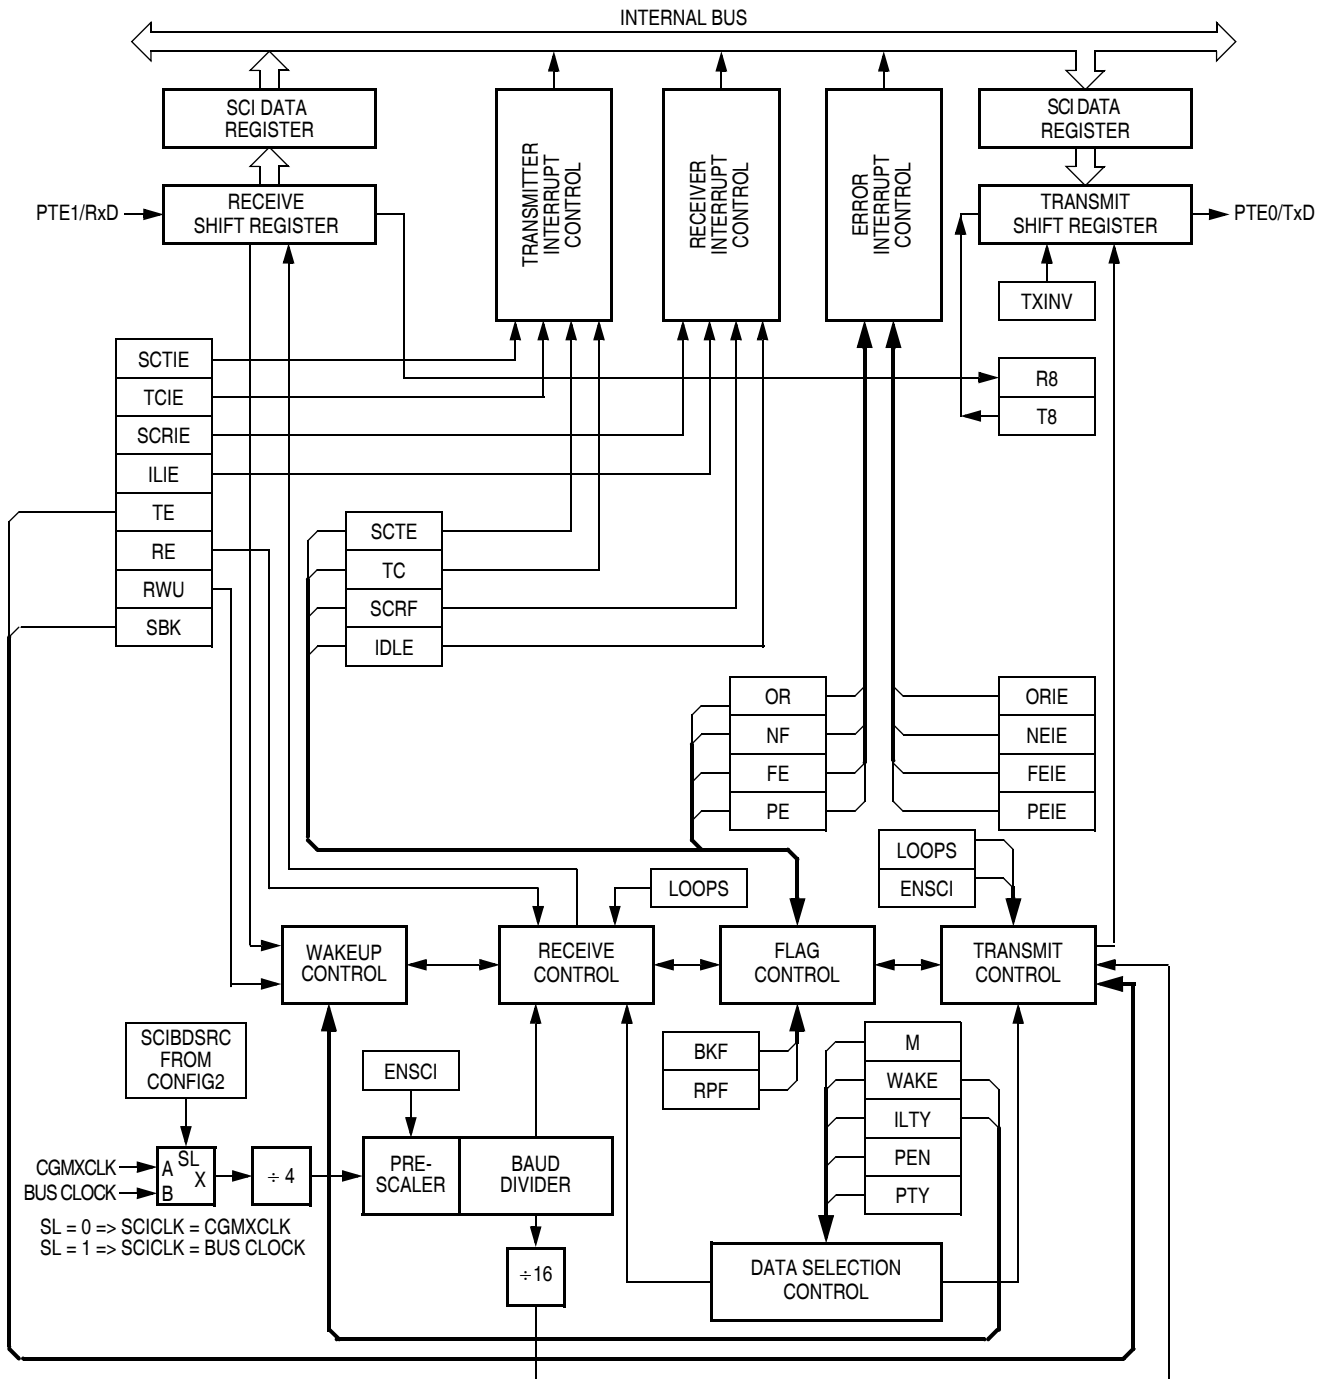 INTERNAL BUS
SCI DATA
REGISTER
SCI DATA
REGISTER
TRANSMITTER
INTERRUPT
CONTROL
RECEIVER
INTERRUPT
CONTROL
ERROR
INTERRUPT
CONTROL
PTE1/RxD
RECEIVE
SHIFT REGISTER
TRANSMIT
SHIFT REGISTER
PTE0/TxD
TXINV
SCTIE
TCIE
SCRIE
ILIE
TE
RE
RWU
SBK
R8
T8
SCTE
TC
SCRF
IDLE
OR
NF
FE
PE
ORIE
NEIE
FEIE
PEIE
LOOPS
LOOPS
ENSCI
WAKEUP
CONTROL
RECEIVE
CONTROL
FLAG
CONTROL
TRANSMIT
CONTROL
SCIBDSRC
FROM
CONFIG2
ENSCI
BKF
RPF
M
WAKE
ILTY
PEN
PTY
CGMXCLK
BUS CLOCK
A
SL
X
B
÷ 4
PRE-
SCALER
BAUD
DIVIDER
SL = 0 => SCICLK = CGMXCLK
SL = 1 => SCICLK = BUS CLOCK
÷16
DATA SELECTION
CONTROL